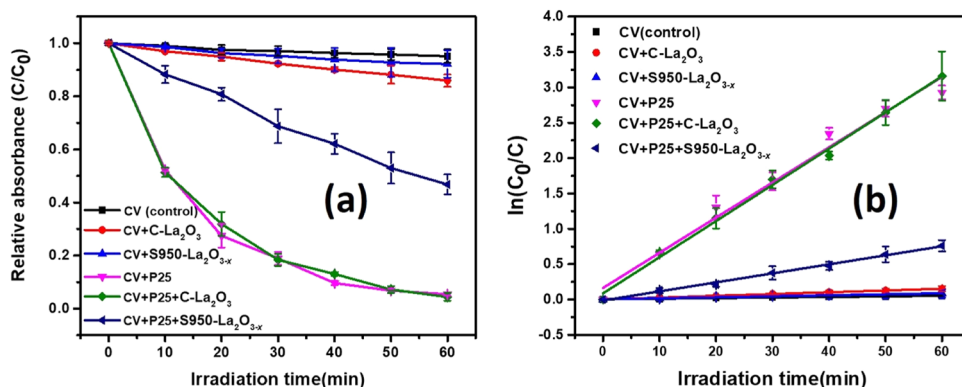 Relative absorbance (C/C₀)
1.0
0.8
0.6
0.4
0.2
0.0
(a)
CV (control)
CV+C-La₂O₃
CV+S950-La₂O₃₋ₓ
CV+P25
CV+P25+C-La₂O₃
CV+P25+S950-La₂O₃₋ₓ
0 10 20 30 40 50 60
Irradiation time(min)
ln(C₀/C)
4.0
3.5
3.0
2.5
2.0
1.5
1.0
0.5
0.0
-0.5
CV(control)
CV+C-La₂O₃
CV+S950-La₂O₃₋ₓ
CV+P25
CV+P25+C-La₂O₃
CV+P25+S950-La₂O₃₋ₓ
(b)
0 10 20 30 40 50 60
Irradiation time(min)